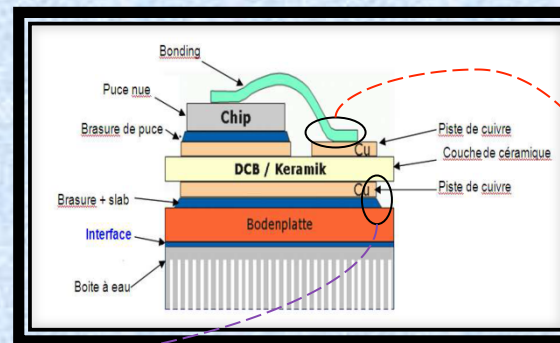 Bonding
Puce nue
Chip
Brasure de puce
Piste de cuivre
Cu
Couche de céramique
DCB / Keramik
Cu
Piste de cuivre
Brasure + slab
Bodenplatte
Interface
Boite à eau